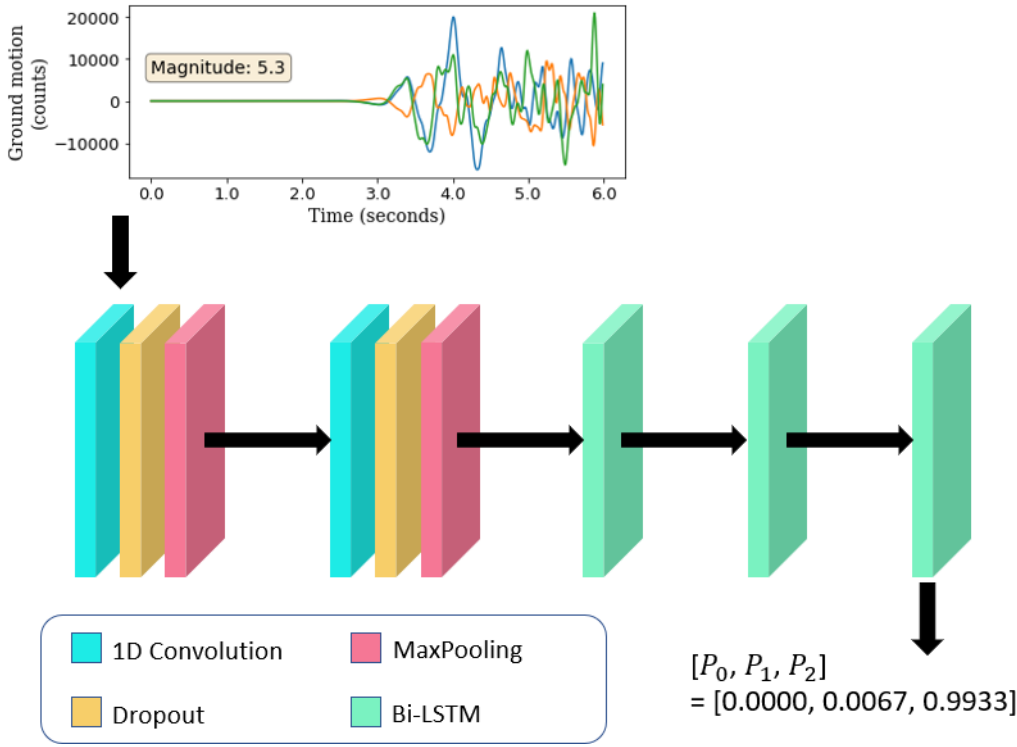 Ground motion
(counts)
20000
10000
0
−10000
Magnitude: 5.3
0.0 1.0 2.0 3.0 4.0 5.0 6.0
Time (seconds)
1D Convolution
MaxPooling
Dropout
Bi-LSTM
[P₀, P₁, P₂]
= [0.0000, 0.0067, 0.9933]